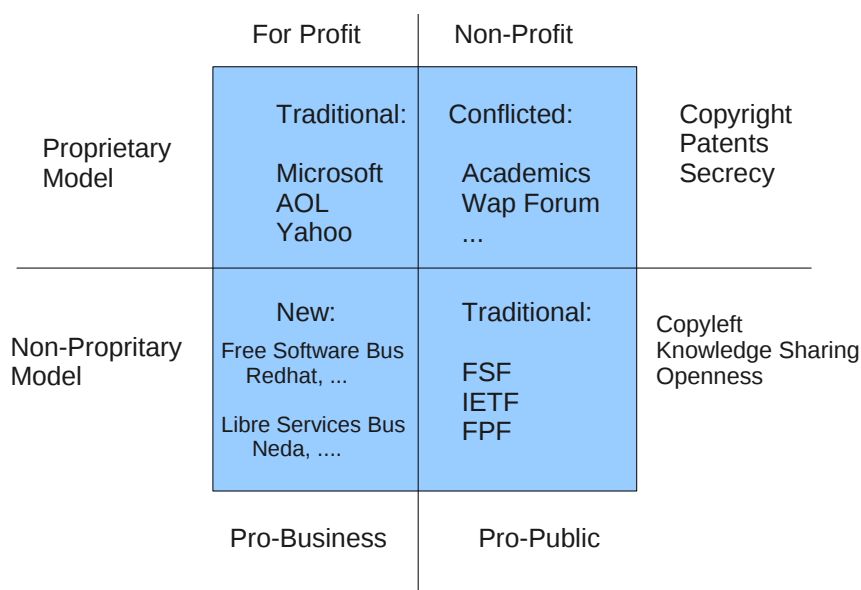 For Profit
Non-Profit
Proprietary
Model
Traditional:
Microsoft
AOL
Yahoo
Conflicted:
Academics
Wap Forum
...
Copyright
Patents
Secrecy
Non-Propritary
Model
New:
Free Software Bus
Redhat, ...
Libre Services Bus
Neda, ....
Traditional:
FSF
IETF
FPF
Copyleft
Knowledge Sharing
Openness
Pro-Business
Pro-Public